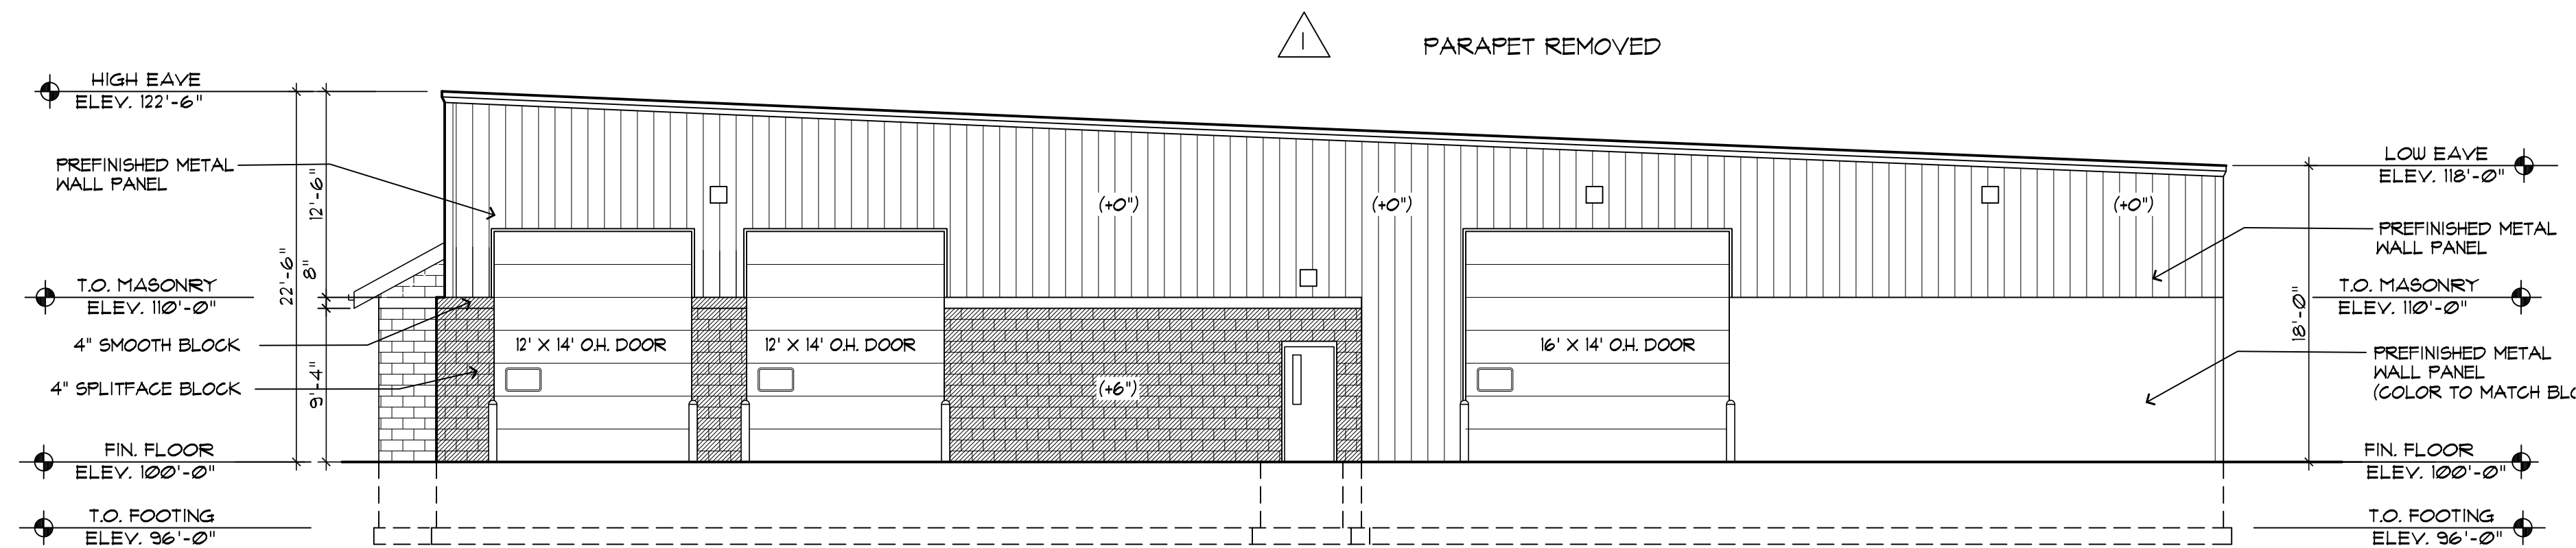 1
PARAPET REMOVED
HIGH EAVE
ELEV. 122'-6"
PREFINISHED METAL
WALL PANEL
12'-6"
22'-6"
8"
T.O. MASONRY
ELEV. 110'-0"
4" SMOOTH BLOCK
4" SPLITFACE BLOCK
9'-4"
FIN. FLOOR
ELEV. 100'-0"
T.O. FOOTING
ELEV. 96'-0"
(+0")
(+0")
(+0")
12' X 14' O.H. DOOR
12' X 14' O.H. DOOR
(+6")
16' X 14' O.H. DOOR
LOW EAVE
ELEV. 118'-0"
PREFINISHED METAL
WALL PANEL
T.O. MASONRY
ELEV. 110'-0"
18'-0"
PREFINISHED METAL
WALL PANEL
(COLOR TO MATCH
FIN. FLOOR
ELEV. 100'-0"
T.O. FOOTING
ELEV. 96'-0"